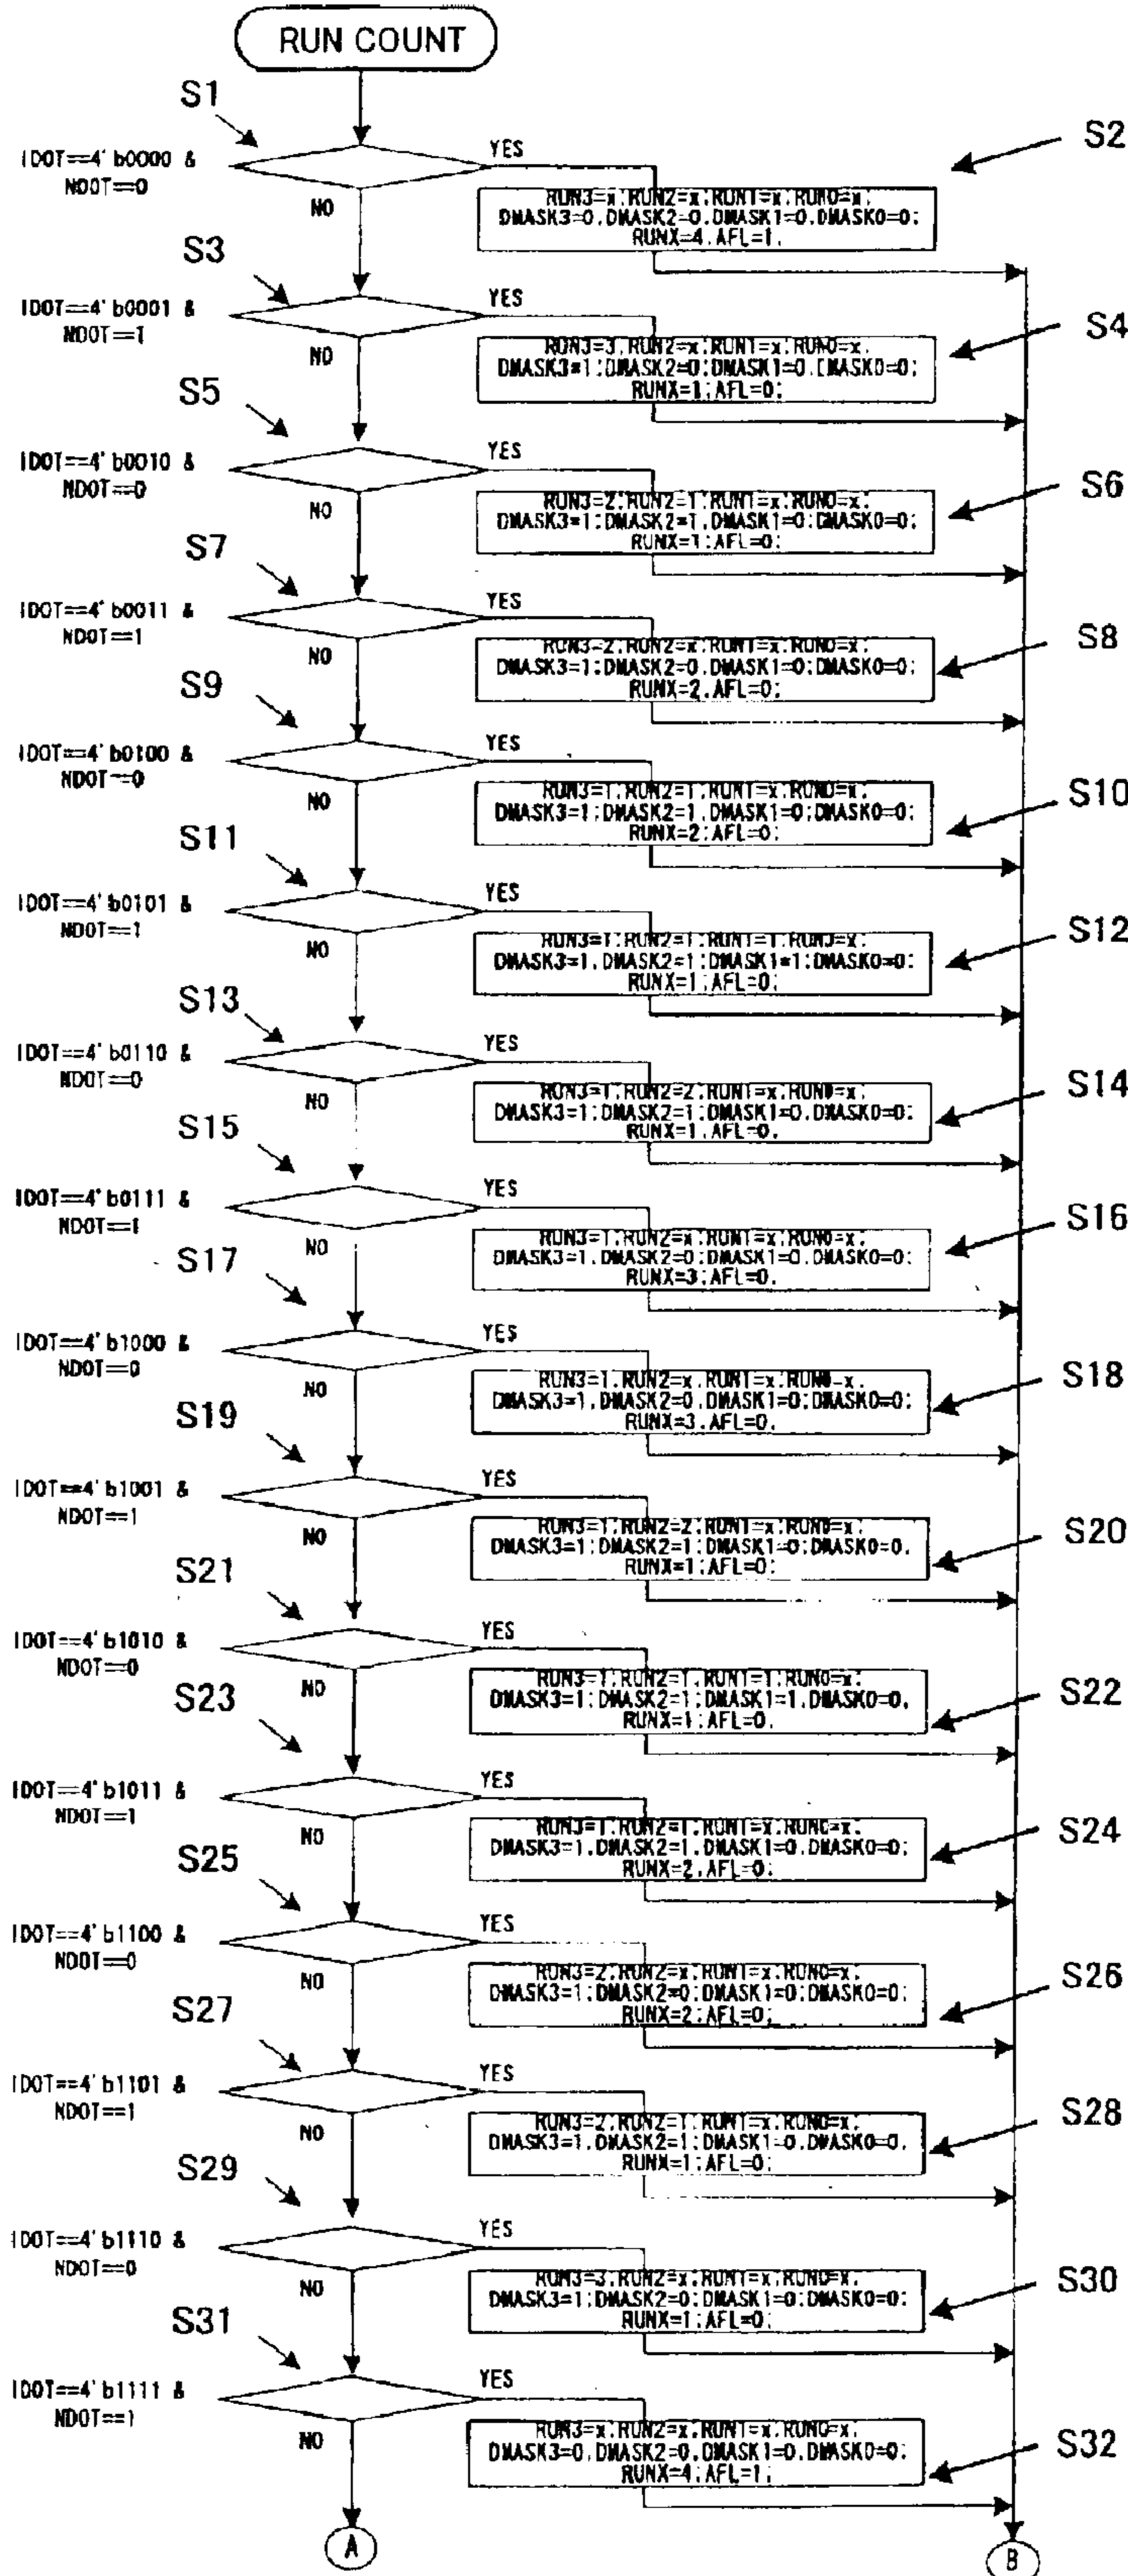 RUN COUNT
S1
IDOT==4'b0000 &
NDOT==0
YES
NO
S2
RUN3=x;RUN2=x;RUN1=x;RUN0=x;
DMASK3=0,DMASK2=0,DMASK1=0,DMASK0=0;
RUNX=4,AFL=1,
S3
IDOT==4'b0001 &
NDOT==1
YES
NO
S4
RUN3=3,RUN2=x;RUN1=x;RUN0=x,
DMASK3=1;DMASK2=0;DMASK1=0,DMASK0=0;
RUNX=1;AFL=0;
S5
IDOT==4'b0010 &
NDOT==0
YES
NO
S6
RUN3=2;RUN2=1;RUN1=x;RUN0=x;
DMASK3=1;DMASK2=1,DMASK1=0;DMASK0=0;
RUNX=1;AFL=0;
S7
IDOT==4'b0011 &
NDOT==1
YES
NO
S8
RUN3=2;RUN2=x;RUN1=x;RUN0=x;
DMASK3=1;DMASK2=0,DMASK1=0;DMASK0=0;
RUNX=2,AFL=0;
S9
IDOT==4'b0100 &
NDOT==0
YES
NO
S10
RUN3=1;RUN2=1,RUN1=x;RUN0=x;
DMASK3=1;DMASK2=1,DMASK1=0;DMASK0=0;
RUNX=2;AFL=0;
S11
IDOT==4'b0101 &
NDOT==1
YES
NO
S12
RUN3=1;RUN2=1;RUN1=1;RUN0=x;
DMASK3=1,DMASK2=1;DMASK1=1;DMASK0=0;
RUNX=1;AFL=0;
S13
IDOT==4'b0110 &
NDOT==0
YES
NO
S14
RUN3=1;RUN2=2;RUN1=x,RUN0=x;
DMASK3=1;DMASK2=1;DMASK1=0,DMASK0=0;
RUNX=1,AFL=0,
S15
IDOT==4'b0111 &
NDOT==1
YES
NO
S16
RUN3=1;RUN2=x;RUN1=x;RUN0=x;
DMASK3=1,DMASK2=0;DMASK1=0,DMASK0=0;
RUNX=3;AFL=0,
S17
IDOT==4'b1000 &
NDOT==0
YES
NO
S18
RUN3=1,RUN2=x,RUN1=x;RUN0=x,
DMASK3=1,DMASK2=0,DMASK1=0;DMASK0=0;
RUNX=3,AFL=0,
S19
IDOT==4'b1001 &
NDOT==1
YES
NO
S20
RUN3=1;RUN2=2;RUN1=x;RUN0=x;
DMASK3=1;DMASK2=1;DMASK1=0;DMASK0=0,
RUNX=1;AFL=0;
S21
IDOT==4'b1010 &
NDOT==0
YES
NO
S22
RUN3=1;RUN2=1,RUN1=1;RUN0=x;
DMASK3=1;DMASK2=1;DMASK1=1,DMASK0=0,
RUNX=1;AFL=0,
S23
IDOT==4'b1011 &
NDOT==1
YES
NO
S24
RUN3=1;RUN2=1;RUN1=x;RUN0=x;
DMASK3=1,DMASK2=1,DMASK1=0,DMASK0=0;
RUNX=2,AFL=0;
S25
IDOT==4'b1100 &
NDOT==0
YES
NO
S26
RUN3=2,RUN2=x;RUN1=x;RUN0=x;
DMASK3=1;DMASK2=0;DMASK1=0;DMASK0=0;
RUNX=2;AFL=0;
S27
IDOT==4'b1101 &
NDOT==1
YES
NO
S28
RUN3=2;RUN2=1;RUN1=x;RUN0=x;
DMASK3=1,DMASK2=1;DMASK1=0,DMASK0=0,
RUNX=1;AFL=0;
S29
IDOT==4'b1110 &
NDOT==0
YES
NO
S30
RUN3=3,RUN2=x;RUN1=x;RUN0=x,
DMASK3=1;DMASK2=0;DMASK1=0;DMASK0=0;
RUNX=1;AFL=0;
S31
IDOT==4'b1111 &
NDOT==1
YES
NO
S32
RUN3=x;RUN2=x,RUN1=x;RUN0=x;
DMASK3=0,DMASK2=0,DMASK1=0,DMASK0=0;
RUNX=4;AFL=1;
A
B